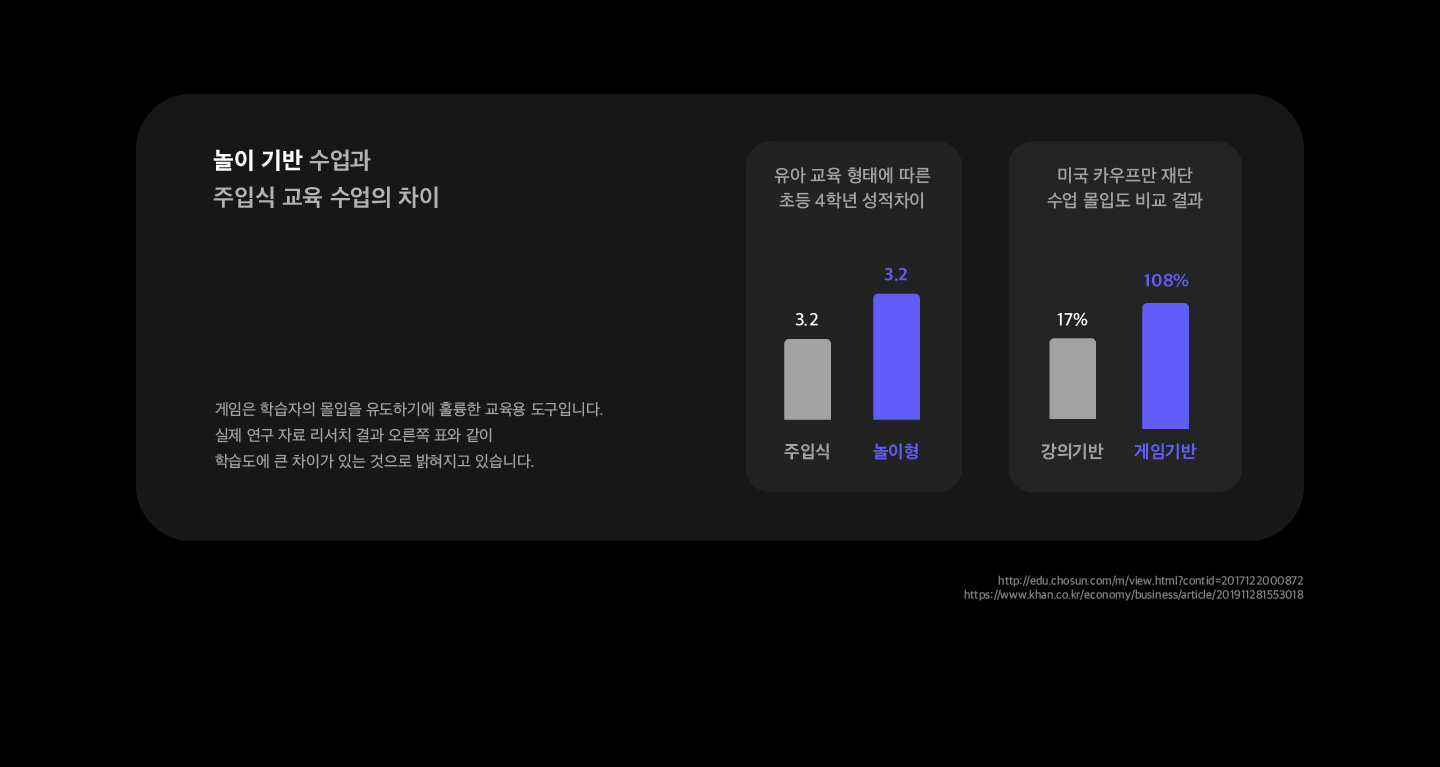 놀이 기반 수업과
주입식 교육 수업의 차이
게임은 학습자의 몰입을 유도하기에 훌륭한 교육용 도구입니다.
실제 연구 자료 리서치 결과 오른쪽 표와 같이
학습도에 큰 차이가 있는 것으로 밝혀지고 있습니다.
유아 교육 형태에 따른
초등 4학년 성적차이
3.2
3.2
주입식
놀이형
미국 카우프만 재단
수업 몰입도 비교 결과
17%
108%
강의기반
게임기반
http://edu.chosun.com/m/view.html?contid=2017122000872
https://www.khan.co.kr/economy/business/article/201911281553018